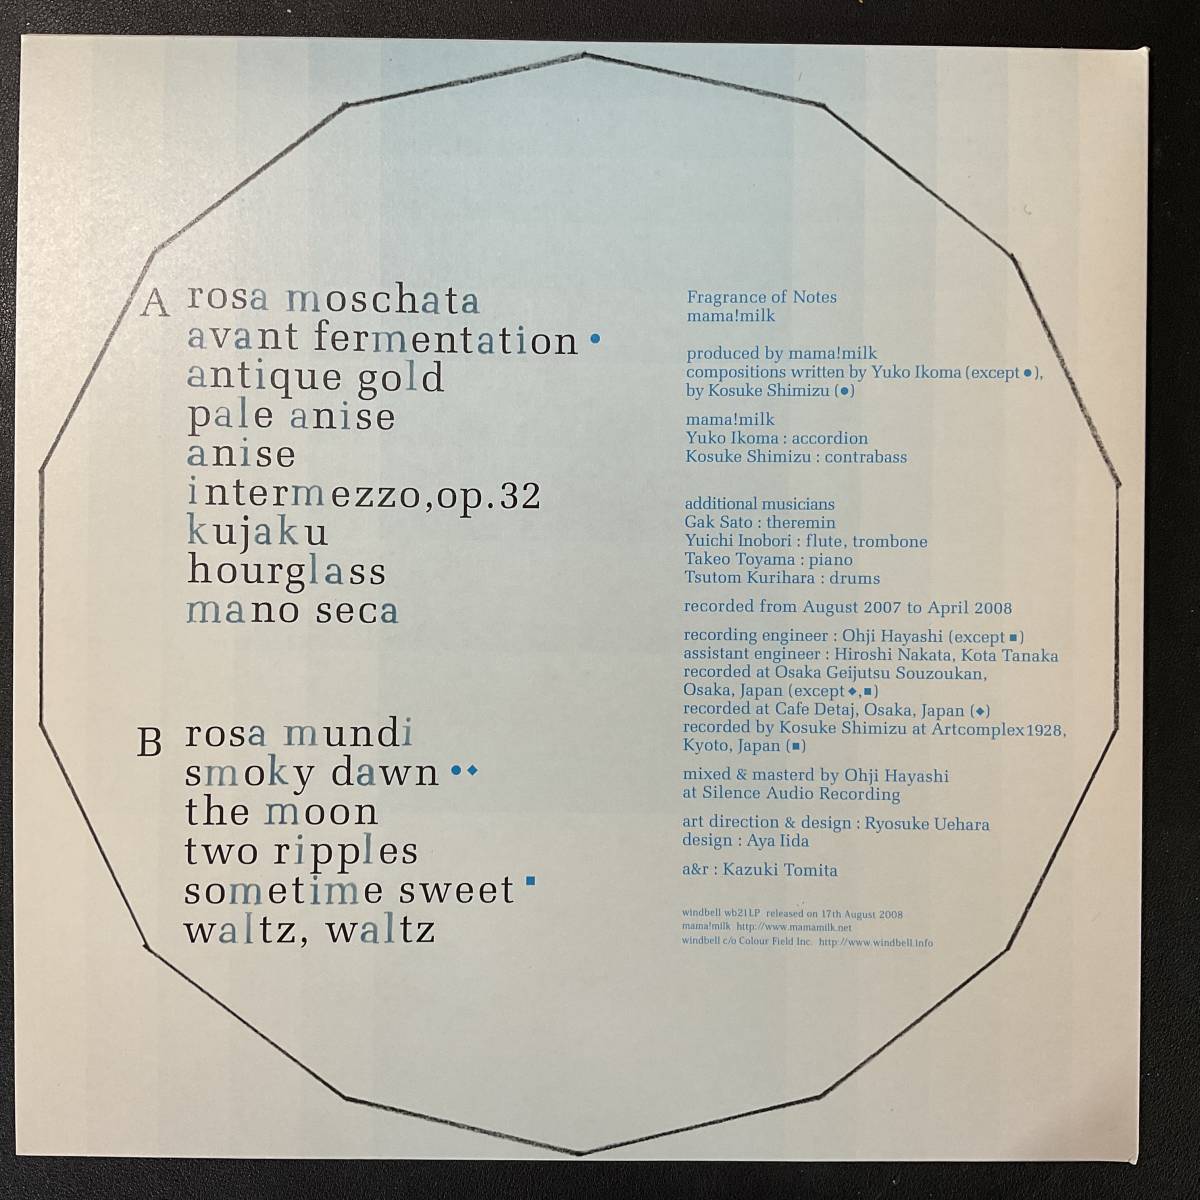 A rosa moschata
avant fermentation •
antique gold
pale anise
anise
intermezzo,op.32
kujaku
hourglass
mano seca
B rosa mundi
smoky dawn •◆
the moon
two ripples
sometime sweet ■
waltz, waltz
Fragrance of Notes
mama!milk
produced by mama!milk
compositions written by Yuko Ikoma (except ●),
by Kosuke Shimizu (●)
mama!milk
Yuko Ikoma : accordion
Kosuke Shimizu : contrabass
additional musicians
Gak Sato : theremin
Yuichi Inobori : flute, trombone
Takeo Toyama : piano
Tsutom Kurihara : drums
recorded from August 2007 to April 2008
recording engineer : Ohji Hayashi (except ■)
assistant engineer : Hiroshi Nakata, Kota Tanaka
recorded at Osaka Geijutsu Souzoukan,
Osaka, Japan (except ◆,■)
recorded at Cafe Detaj, Osaka, Japan (◆)
recorded by Kosuke Shimizu at Artcomplex1928,
Kyoto, Japan (■)
mixed & masterd by Ohji Hayashi
at Silence Audio Recording
art direction & design : Ryosuke Uehara
design : Aya Iida
a&r : Kazuki Tomita
windbell wb21LP released on 17th August 2008
mama!milk http://www.mamamilk.net
windbell c/o Colour Field Inc. http://www.windbell.info